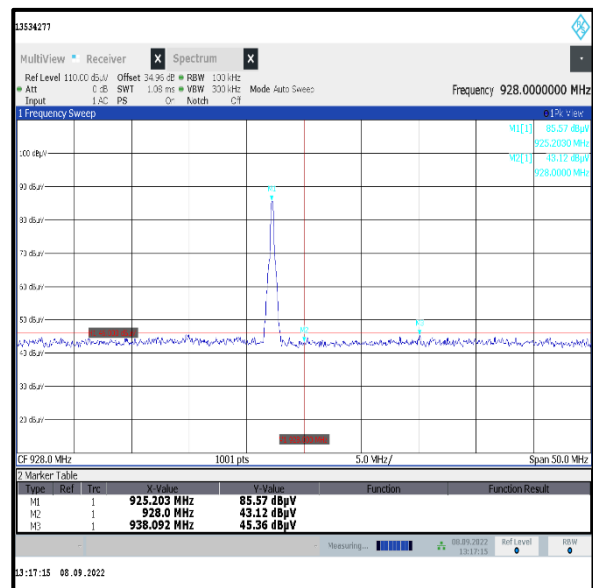 13534277
MultiView Receiver X Spectrum X
Ref Level 110.00 dBµV Offset 34.96 dB RBW 100 kHz
Att 0 dB SWT 1.08 ms VBW 300 kHz Mode Auto Sweep Frequency 928.0000000 MHz
Input 1 AC PS On Notch Off
1 Frequency Sweep 1Pk View
M1[1] 85.57 dBµV
925.2030 MHz
M2[1] 43.12 dBµV
928.0000 MHz
100 dBµV
90 dBµV
M1
80 dBµV
70 dBµV
60 dBµV
50 dBµV
M2
M3
40 dBµV
30 dBµV
20 dBµV
CF 928.0 MHz 1001 pts 5.0 MHz/ Span 50.0 MHz
2 Marker Table
Type Ref Trc X-Value Y-Value Function Function Result
M1 1 925.203 MHz 85.57 dBµV
M2 1 928.0 MHz 43.12 dBµV
M3 1 938.092 MHz 45.36 dBµV
Measuring... 08.09.2022 13:17:15 Ref Level RBW
13:17:15 08.09.2022